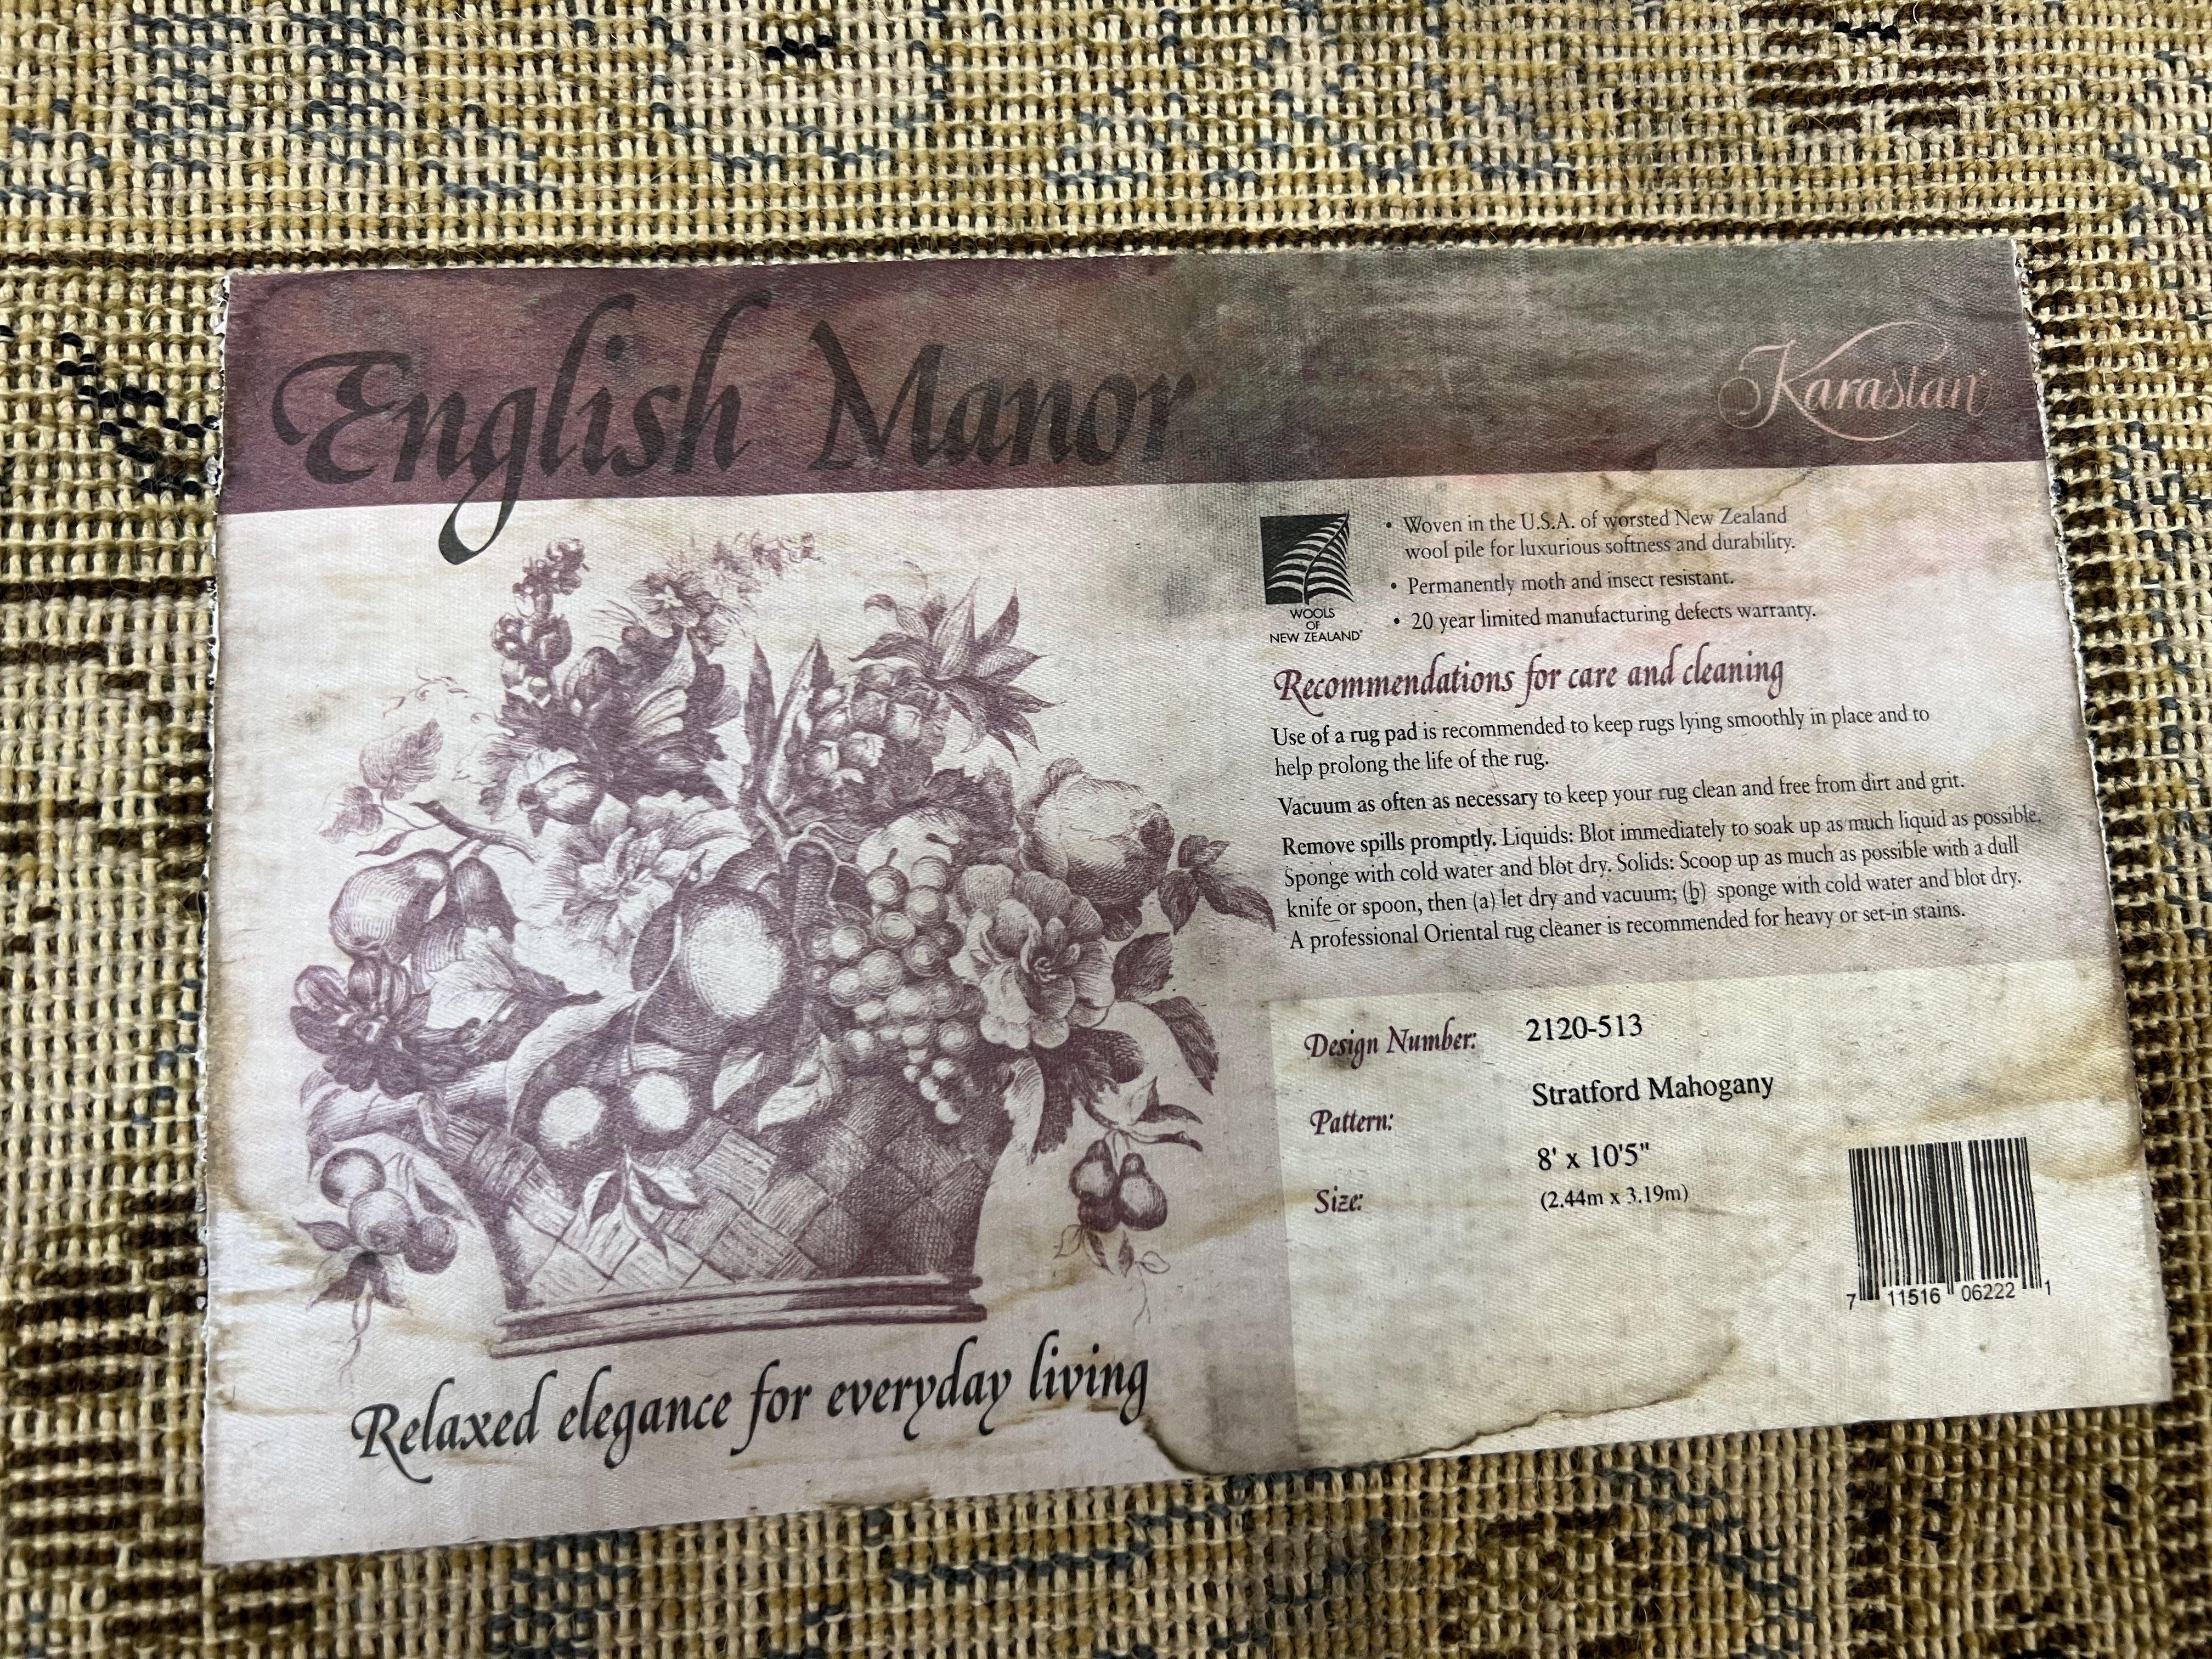 English Manor
Karastan
WOOLS
OF
NEW ZEALAND®
• Woven in the U.S.A. of worsted New Zealand
wool pile for luxurious softness and durability.
• Permanently moth and insect resistant.
• 20 year limited manufacturing defects warranty.
Recommendations for care and cleaning
Use of a rug pad is recommended to keep rugs lying smoothly in place and to
help prolong the life of the rug.
Vacuum as often as necessary to keep your rug clean and free from dirt and grit.
Remove spills promptly. Liquids: Blot immediately to soak up as much liquid as possible.
Sponge with cold water and blot dry. Solids: Scoop up as much as possible with a dull
knife or spoon, then (a) let dry and vacuum; (b) sponge with cold water and blot dry.
A professional Oriental rug cleaner is recommended for heavy or set-in stains.
Design Number: 2120-513
Pattern: Stratford Mahogany
Size: 8' x 10'5"
(2.44m x 3.19m)
7 11516 06222 1
Relaxed elegance for everyday living